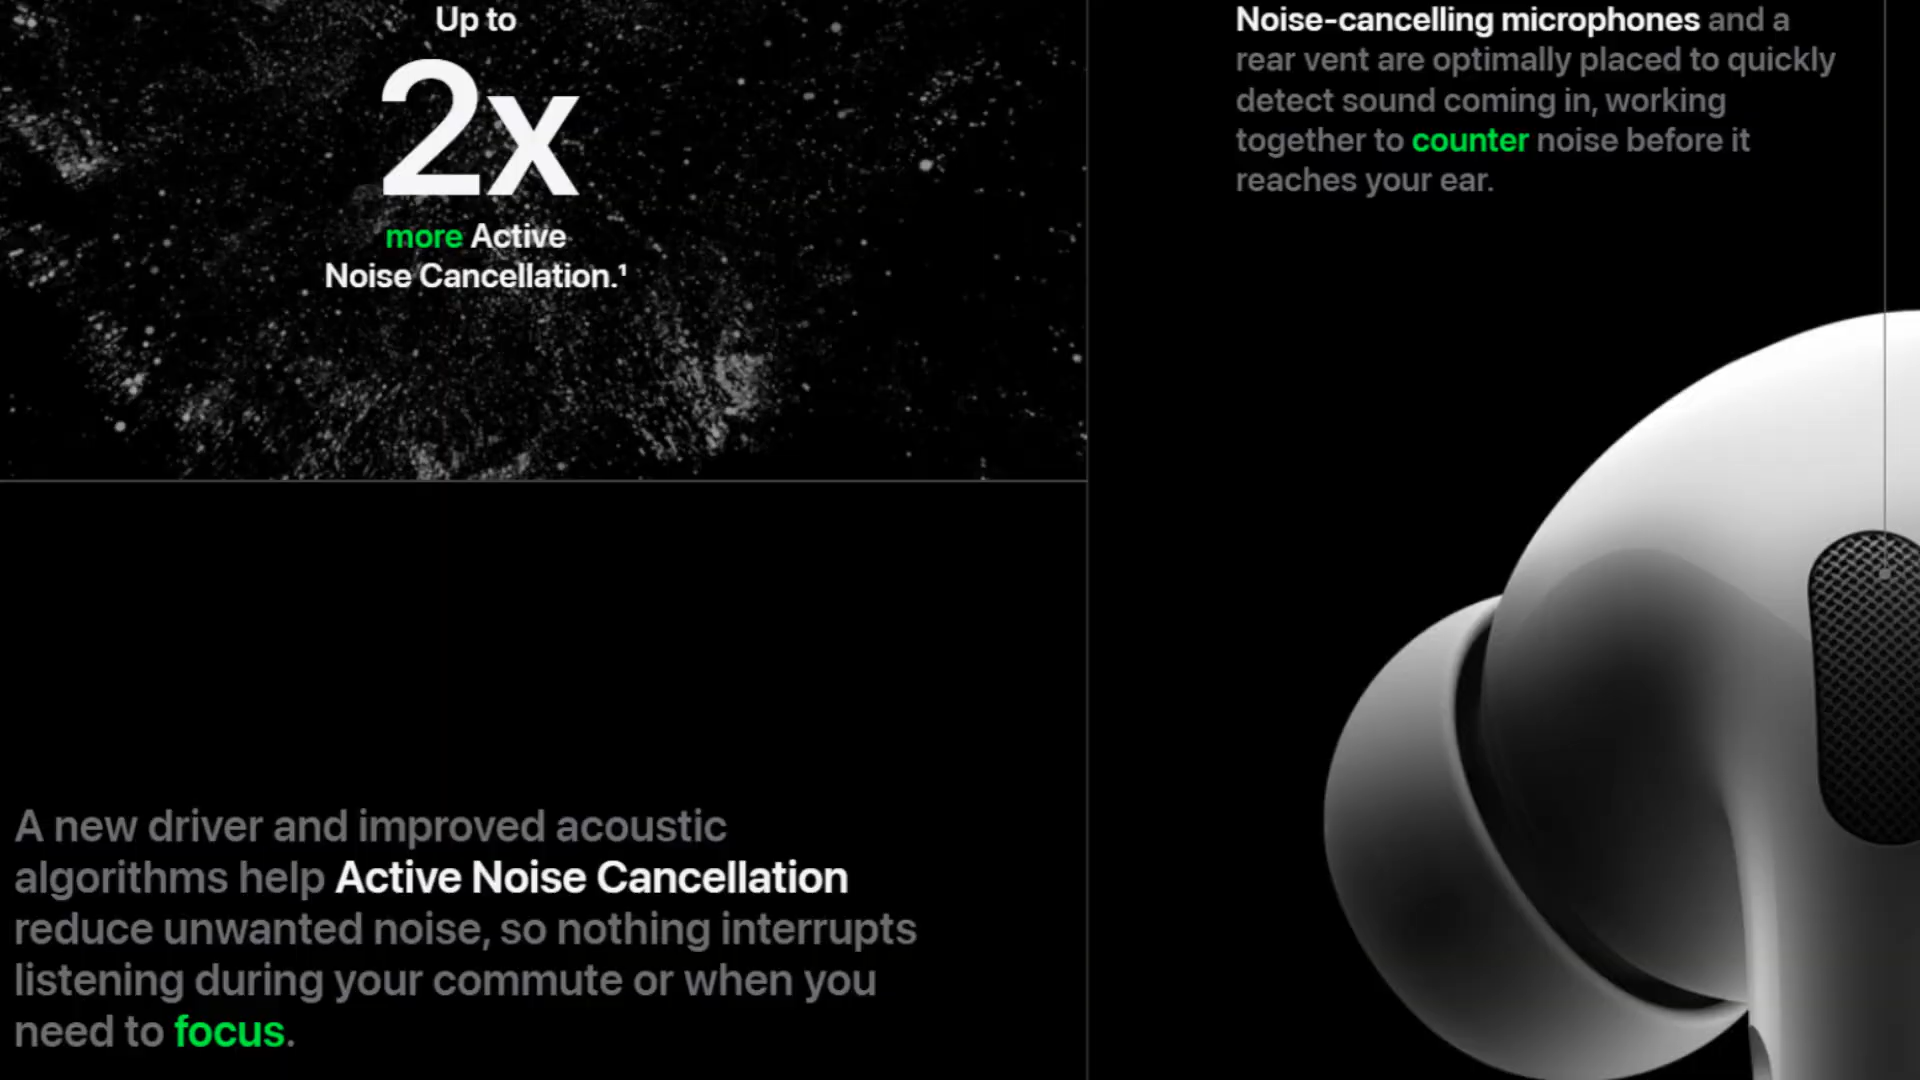 Up to
2x
more Active
Noise Cancellation.¹
A new driver and improved acoustic
algorithms help Active Noise Cancellation
reduce unwanted noise, so nothing interrupts
listening during your commute or when you
need to focus.
Noise-cancelling microphones and a
rear vent are optimally placed to quickly
detect sound coming in, working
together to counter noise before it
reaches your ear.